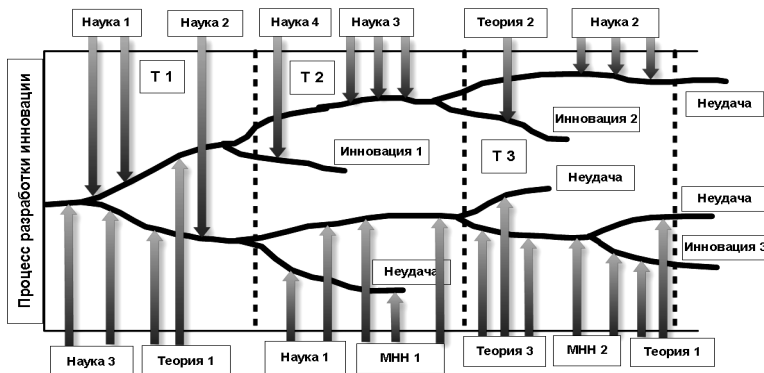 Наука 1
Наука 2
Наука 4
Наука 3
Теория 2
Наука 2
Т 1
Т 2
Неудача
Инновация 2
Инновация 1
Т 3
Неудача
Неудача
Инновация 3
Неудача
Процесс разработки инновации
Наука 3
Теория 1
Наука 1
МНН 1
Теория 3
МНН 2
Теория 1